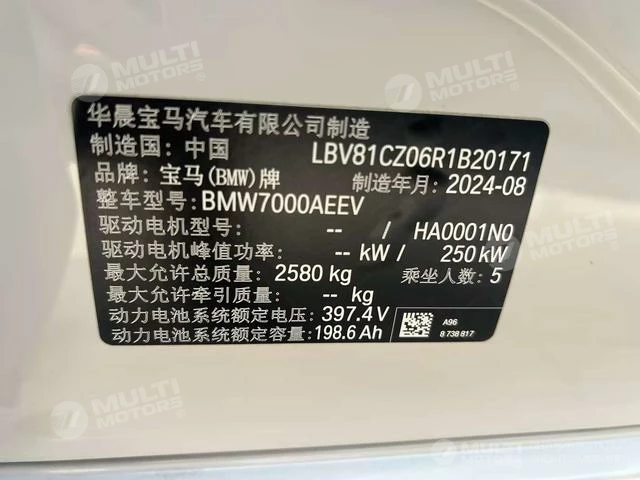 MULTI
MOTORS®
MULTI
MOTORS®
华晨宝马汽车有限公司制造
制造国: 中国 LBV81CZ06R1B20171
品牌: 宝马(BMW)牌 制造年月: 2024-08
整车型号: BMW7000AEEV
驱动电机型号: -- / HA0001N0
驱动电机峰值功率: -- kW / 250 kW
最大允许总质量: 2580 kg 乘坐人数: 5
最大允许牵引质量: -- kg
动力电池系统额定电压: 397.4 V
动力电池系统额定容量: 198.6 Ah
A96
8 738 817
MULTI
MOTORS®
MULTI
MOTORS®